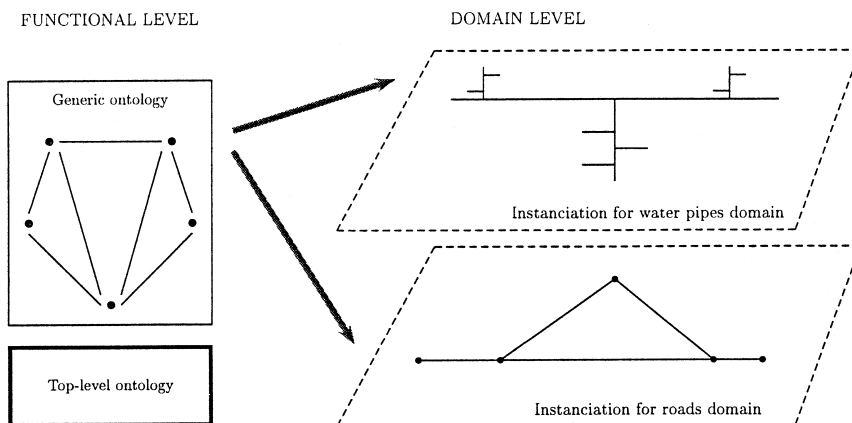 FUNCTIONAL LEVEL
DOMAIN LEVEL
Generic ontology
Instanciation for water pipes domain
Top-level ontology
Instanciation for roads domain